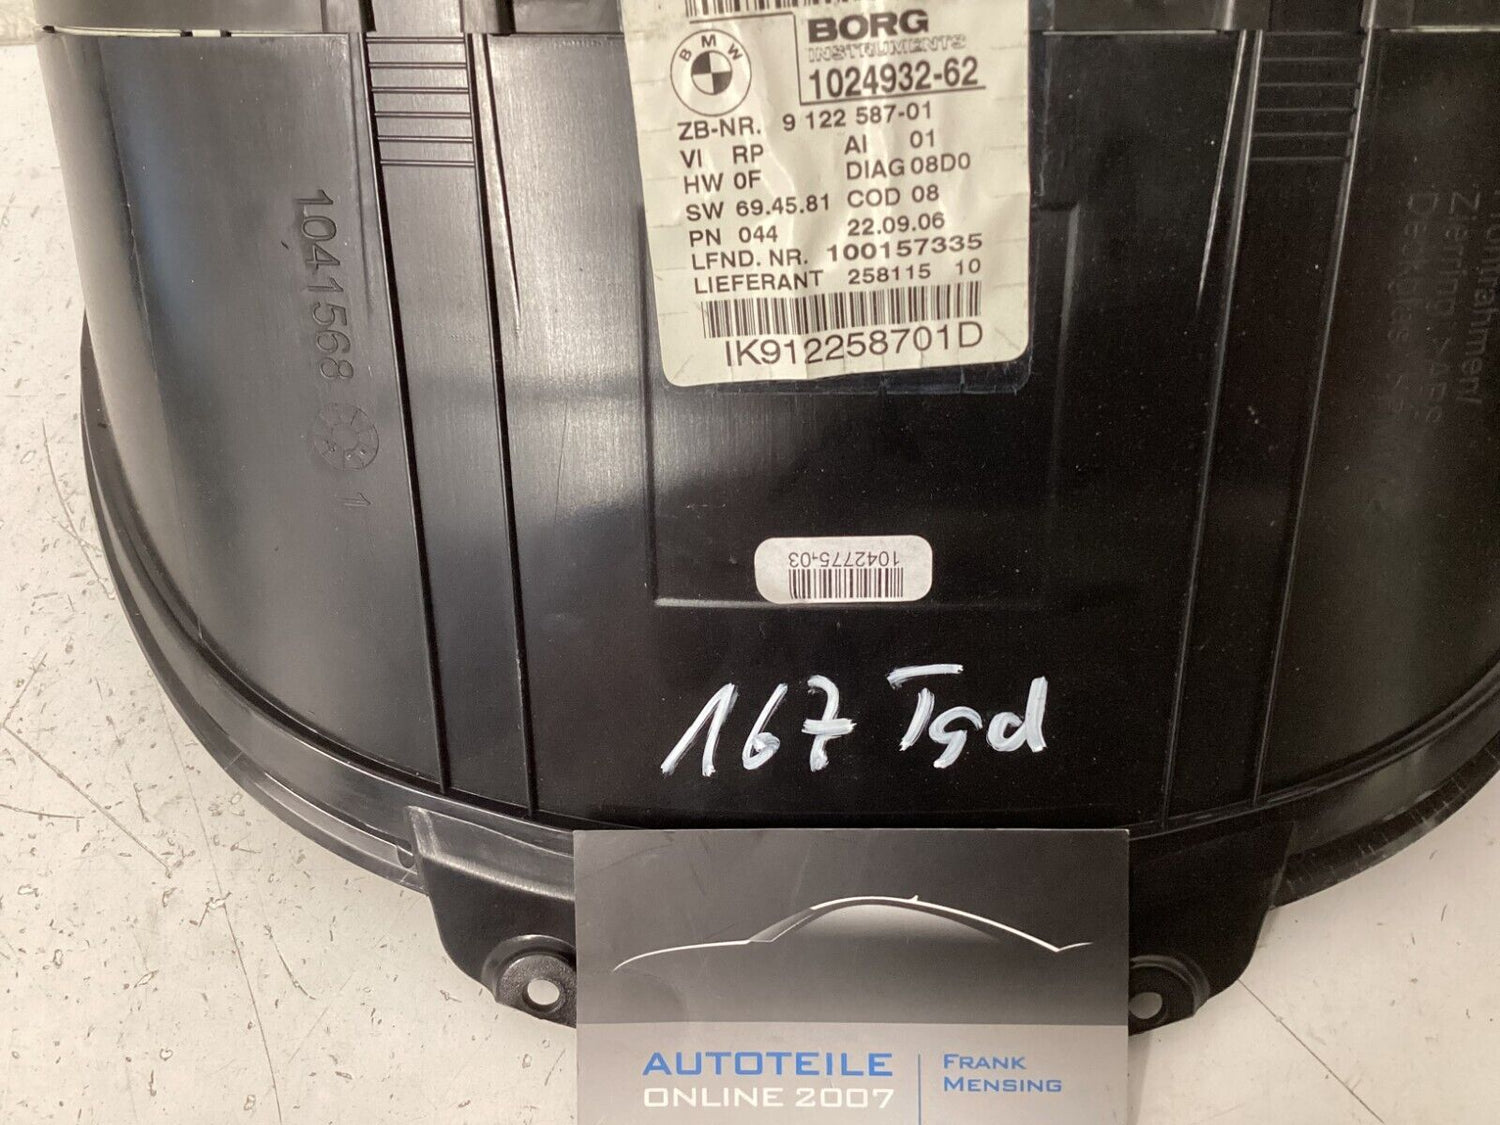 BORG
INSTRUMENTS
1024932-62
BMW
ZB-NR. 9 122 587-01
VI RP AI 01
HW 0F DIAG 08D0
SW 69.45.81 COD 08
PN 044 22.09.06
LFND. NR. 100157335
LIEFERANT 258115 10
IK912258701D
1041568
1
Zierring >ABS
1042775-03
167 Tsd
AUTOTEILE
ONLINE 2007
FRANK
MENSING